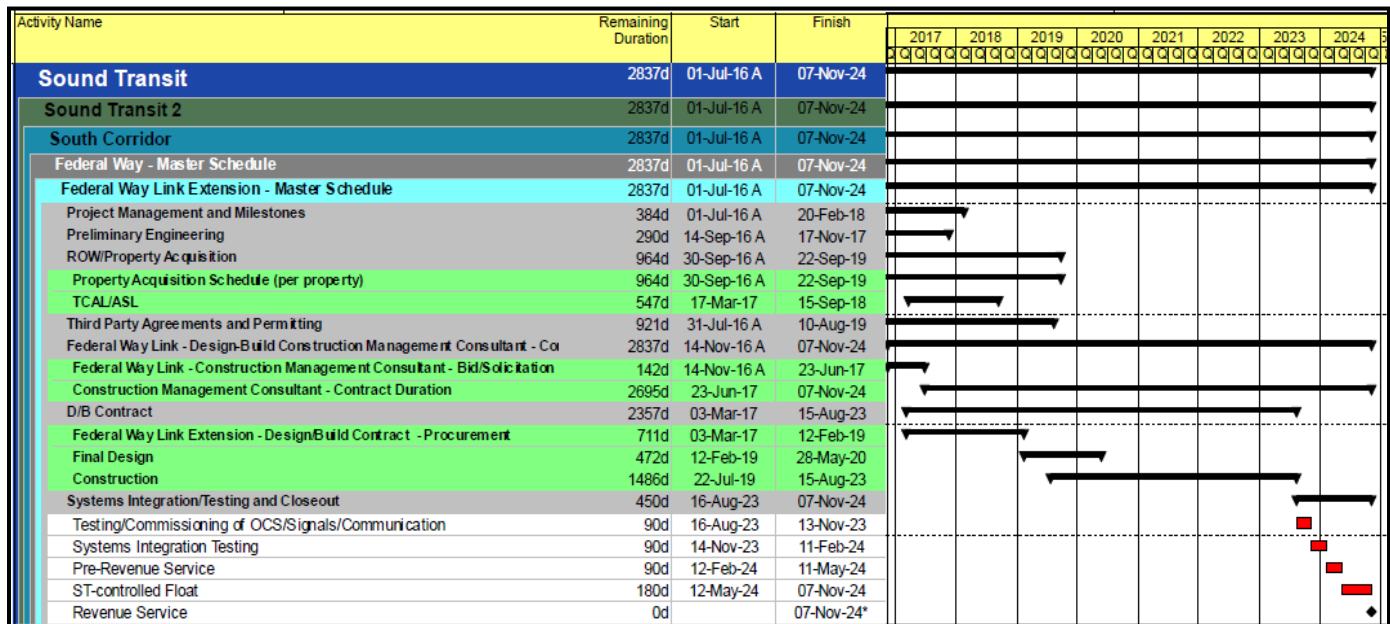 Activity Name Remaining Duration Start Finish
2017 2018 2019 2020 2021 2022 2023 2024 5
Q Q Q Q Q Q Q Q Q Q Q Q Q Q Q Q Q Q Q Q Q Q Q Q Q Q Q Q Q Q Q Q Q
Sound Transit 2837d 01-Jul-16 A 07-Nov-24
Sound Transit 2 2837d 01-Jul-16 A 07-Nov-24
South Corridor 2837d 01-Jul-16 A 07-Nov-24
Federal Way - Master Schedule 2837d 01-Jul-16 A 07-Nov-24
Federal Way Link Extension - Master Schedule 2837d 01-Jul-16 A 07-Nov-24
Project Management and Milestones 384d 01-Jul-16 A 20-Feb-18
Preliminary Engineering 290d 14-Sep-16 A 17-Nov-17
ROW/Property Acquisition 964d 30-Sep-16 A 22-Sep-19
Property Acquisition Schedule (per property) 964d 30-Sep-16 A 22-Sep-19
TCAL/ASL 547d 17-Mar-17 15-Sep-18
Third Party Agreements and Permitting 921d 31-Jul-16 A 10-Aug-19
Federal Way Link - Design-Build Construction Management Consultant - Co 2837d 14-Nov-16 A 07-Nov-24
Federal Way Link - Construction Management Consultant - Bid/Solicitation 142d 14-Nov-16 A 23-Jun-17
Construction Management Consultant - Contract Duration 2695d 23-Jun-17 07-Nov-24
D/B Contract 2357d 03-Mar-17 15-Aug-23
Federal Way Link Extension - Design/Build Contract - Procurement 711d 03-Mar-17 12-Feb-19
Final Design 472d 12-Feb-19 28-May-20
Construction 1486d 22-Jul-19 15-Aug-23
Systems Integration/Testing and Closeout 450d 16-Aug-23 07-Nov-24
Testing/Commissioning of OCS/Signals/Communication 90d 16-Aug-23 13-Nov-23
Systems Integration Testing 90d 14-Nov-23 11-Feb-24
Pre-Revenue Service 90d 12-Feb-24 11-May-24
ST-controlled Float 180d 12-May-24 07-Nov-24
Revenue Service 0d 07-Nov-24*